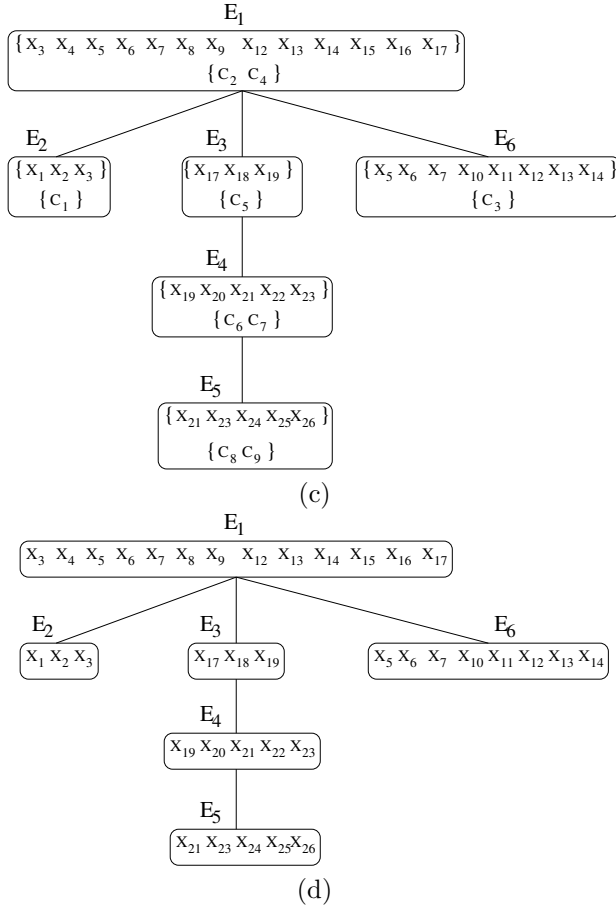 E₁
{X₃ X₄ X₅ X₆ X₇ X₈ X₉ X₁₂ X₁₃ X₁₄ X₁₅ X₁₆ X₁₇}
{C₂ C₄}
E₂ E₃ E₆
{X₁ X₂ X₃} {X₁₇ X₁₈ X₁₉} {X₅ X₆ X₇ X₁₀ X₁₁ X₁₂ X₁₃ X₁₄}
{C₁} {C₅} {C₃}
E₄
{X₁₉ X₂₀ X₂₁ X₂₂ X₂₃}
{C₆ C₇}
E₅
{X₂₁ X₂₃ X₂₄ X₂₅ X₂₆}
{C₈ C₉}
(c)
E₁
X₃ X₄ X₅ X₆ X₇ X₈ X₉ X₁₂ X₁₃ X₁₄ X₁₅ X₁₆ X₁₇
E₂ E₃ E₆
X₁ X₂ X₃ X₁₇ X₁₈ X₁₉ X₅ X₆ X₇ X₁₀ X₁₁ X₁₂ X₁₃ X₁₄
E₄
X₁₉ X₂₀ X₂₁ X₂₂ X₂₃
E₅
X₂₁ X₂₃ X₂₄ X₂₅ X₂₆
(d)